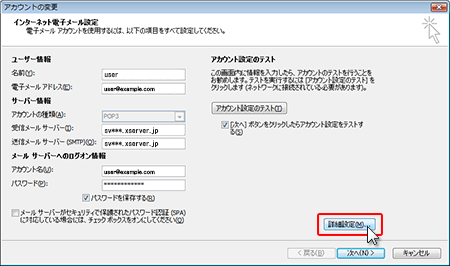 アカウントの変更
インターネット電子メール設定
電子メール アカウントを使用するには、以下の項目をすべて設定してください。
ユーザー情報
名前(Y):
user
電子メール アドレス(E):
user@example.com
サーバー情報
アカウントの種類(A):
POP3
受信メール サーバー(I):
sv***.xserver.jp
送信メール サーバー (SMTP)(O):
sv***.xserver.jp
メール サーバーへのログオン情報
アカウント名(U):
user@example.com
パスワード(P):
************
パスワードを保存する(R)
メール サーバーがセキュリティで保護されたパスワード認証 (SPA)
に対応している場合には、チェック ボックスをオンにしてください(Q)
アカウント設定のテスト
この画面内に情報を入力したら、アカウントのテストを行うことを
お勧めします。テストを実行するには [アカウント設定のテスト] を
クリックします (ネットワークに接続されている必要があります)。
アカウント設定のテスト(T) ...
[次へ] ボタンをクリックしたらアカウント設定をテストす
る(S)
詳細設定(M) ...
< 戻る(B)
次へ(N) >
キャンセル